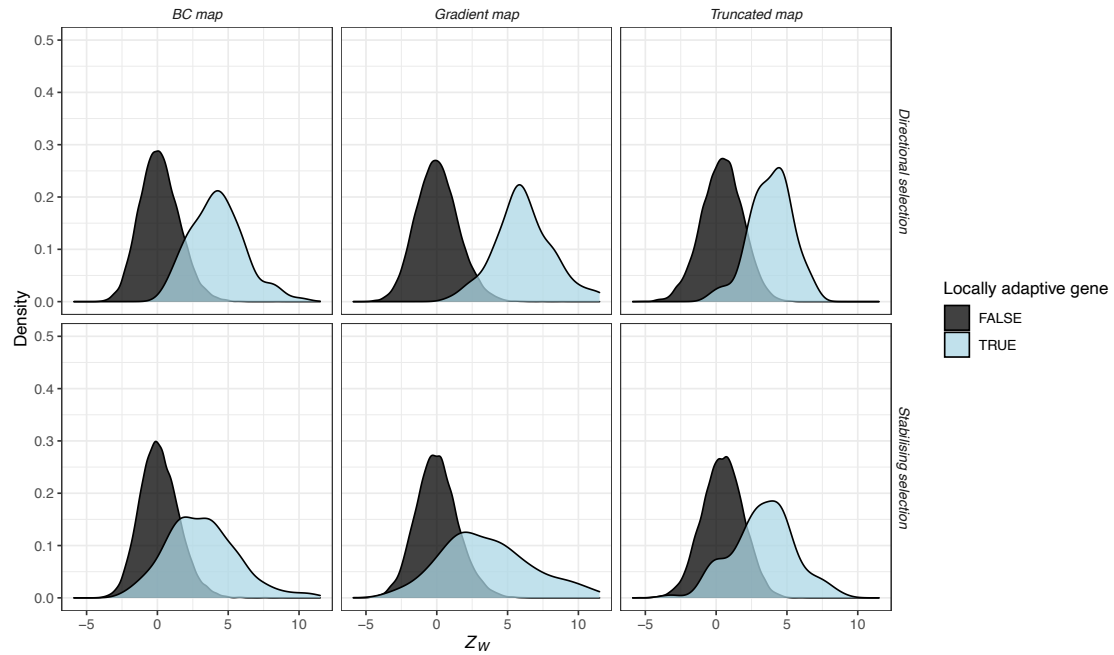 BC map
Gradient map
Truncated map
0.5
0.4
0.3
0.2
0.1
0.0
Directional selection
Density
0.5
0.4
0.3
0.2
0.1
0.0
Stabilising selection
−5 0 5 10
−5 0 5 10
−5 0 5 10
Z_W
Locally adaptive gene
FALSE
TRUE